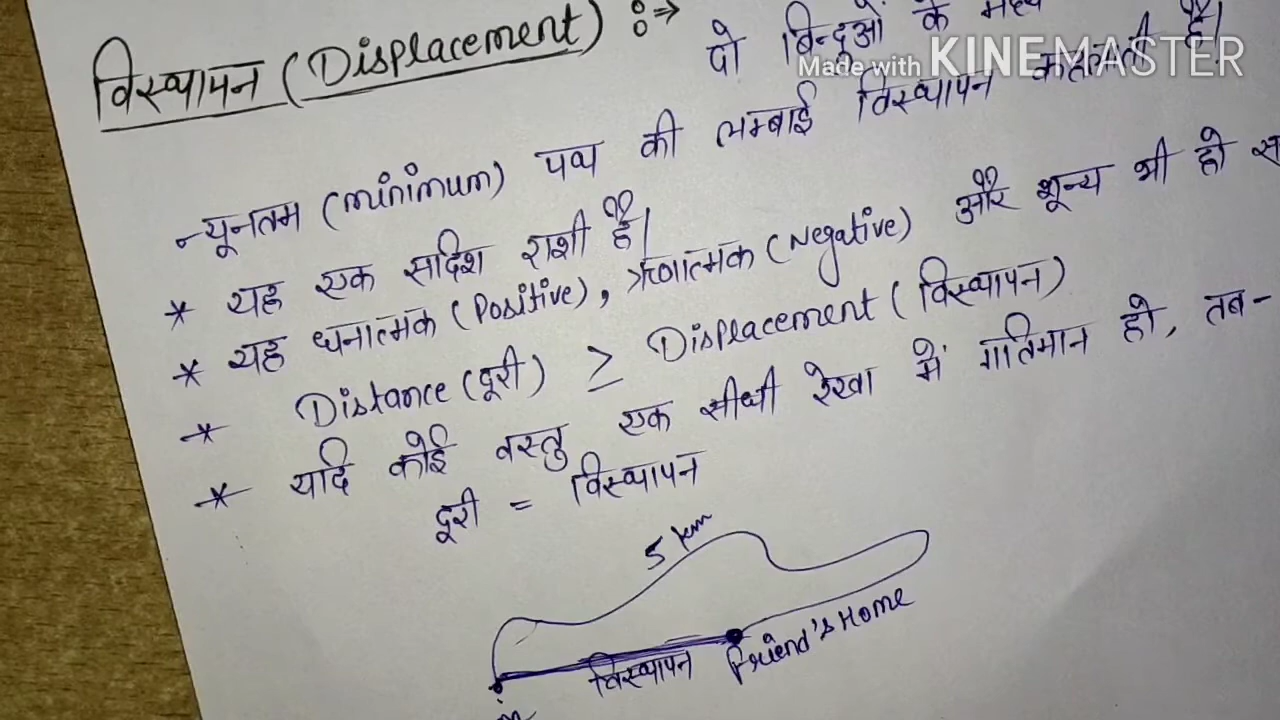 विस्थापन (Displacement) :⇒ दो बिन्दूओं के मध्य
Made with KINEMASTER
न्यूनतम (minimum) पथ की लम्बाई विस्थापन कहलाती है।
* यह एक सदिश राशी है।
* यह धनात्मक (Positive), ऋणात्मक (Negative) और शून्य भी हो
* Distance (दूरी) ≥ Displacement (विस्थापन)
* यदि कोई वस्तु एक सीधी रेखा में गतिमान हो, तब-
दूरी = विस्थापन
5 km
विस्थापन Friend's Home